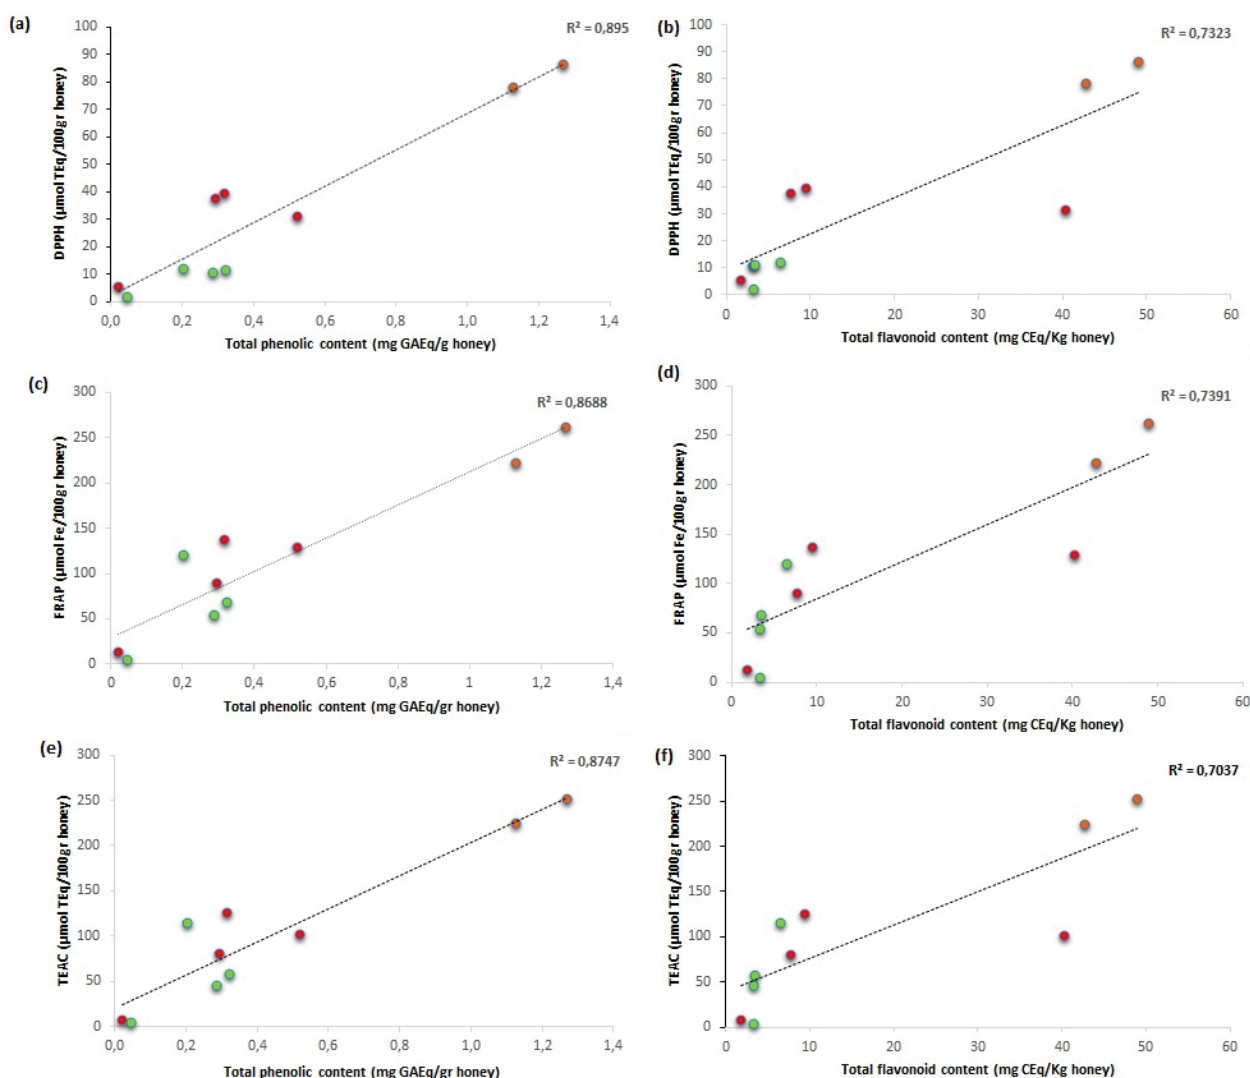 (a)
R² = 0,895
DPPH (µmol TEq/100gr honey)
100
90
80
70
60
50
40
30
20
10
0
0,0 0,2 0,4 0,6 0,8 1,0 1,2 1,4
Total phenolic content (mg GAEq/g honey)
(b)
R² = 0,7323
DPPH (µmol TEq/100gr honey)
100
90
80
70
60
50
40
30
20
10
0
0 10 20 30 40 50 60
Total flavonoid content (mg CEq/Kg honey)
(c)
R² = 0,8688
FRAP (µmol Fe/100gr honey)
300
250
200
150
100
50
0
0 0,2 0,4 0,6 0,8 1 1,2 1,4
Total phenolic content (mg GAEq/gr honey)
(d)
R² = 0,7391
FRAP (µmol Fe/100gr honey)
300
250
200
150
100
50
0
0 10 20 30 40 50 60
Total flavonoid content (mg CEq/Kg honey)
(e)
R² = 0,8747
TEAC (µmol TEq/100gr honey)
300
250
200
150
100
50
0
0,0 0,2 0,4 0,6 0,8 1,0 1,2 1,4
Total phenolic content (mg GAEq/gr honey)
(f)
R² = 0,7037
TEAC (µmol TEq/100gr honey)
300
250
200
150
100
50
0
0 10 20 30 40 50 60
Total flavonoid content (mg CEq/Kg honey)